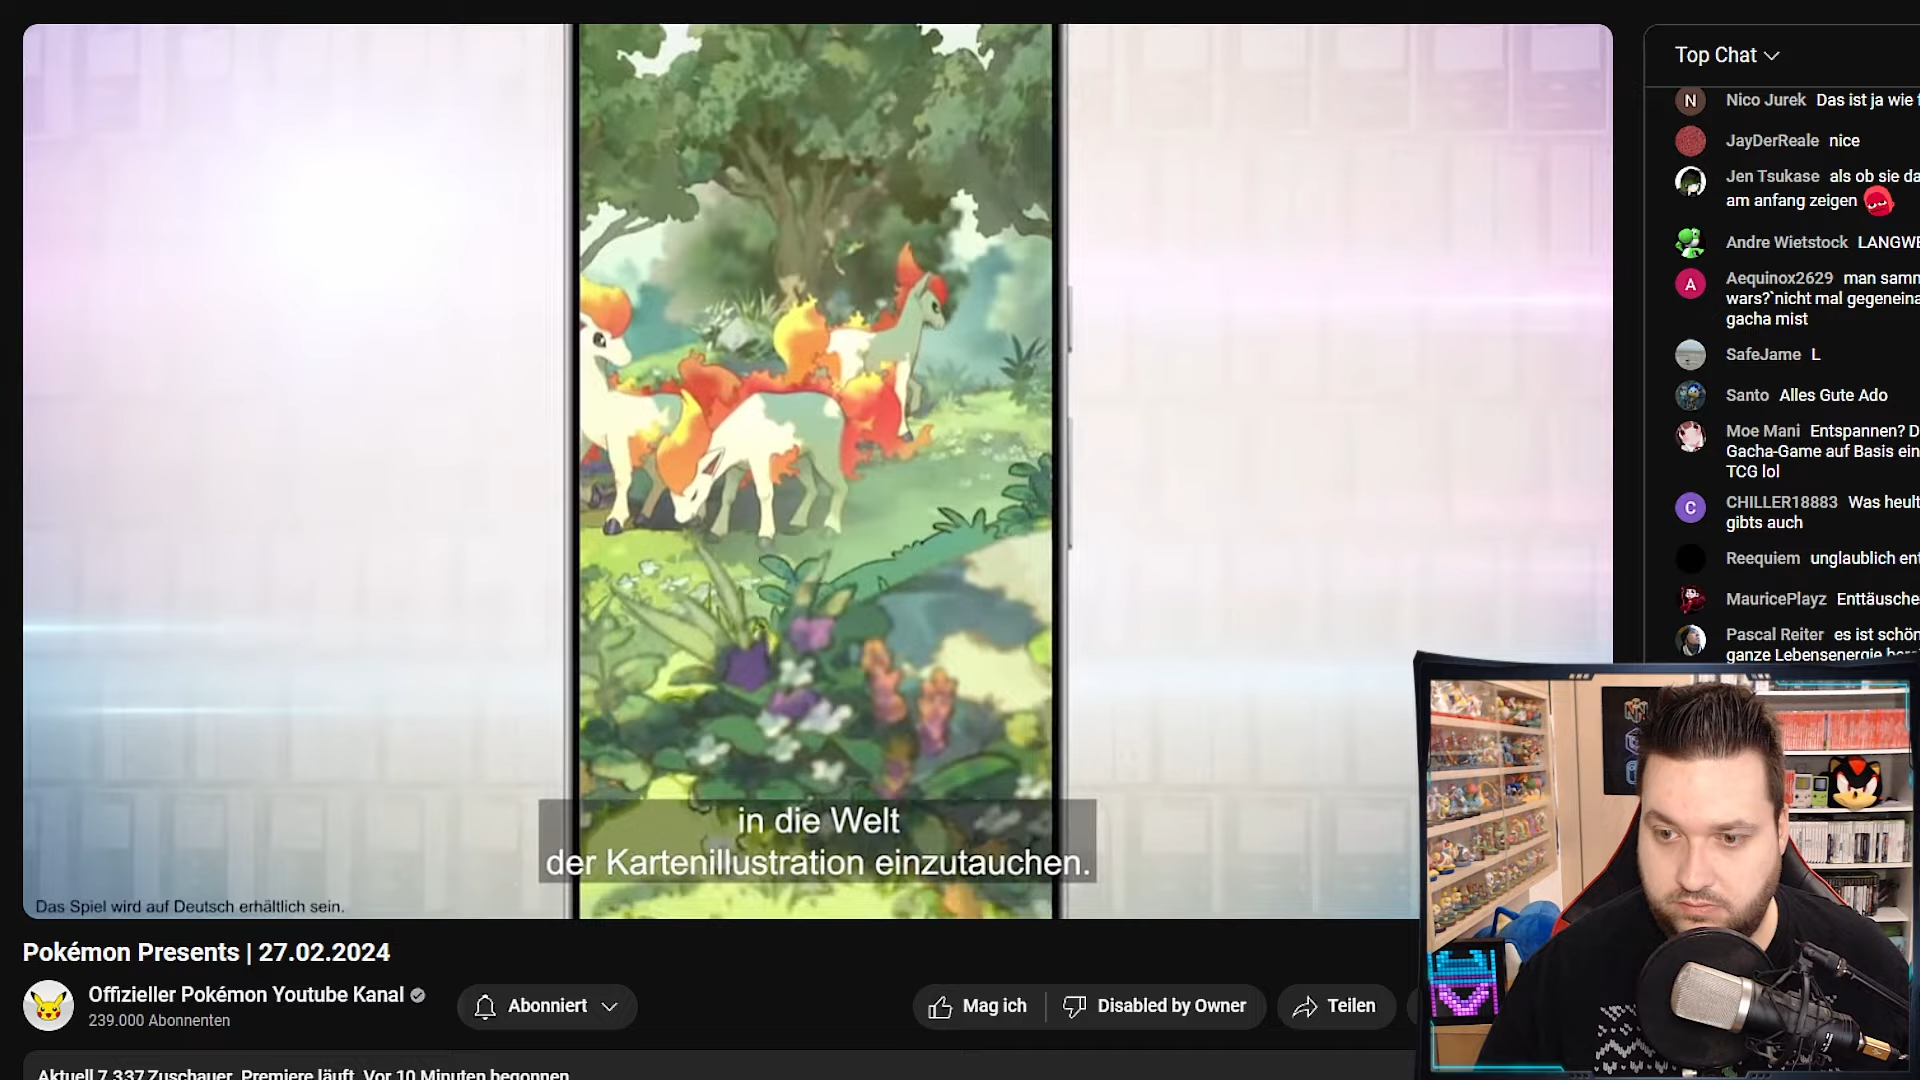 Top Chat
N Nico Jurek Das ist ja wie
JayDerReale nice
Jen Tsukase als ob sie da
am anfang zeigen
Andre Wietstock LANGWE
A Aequinox2629 man samm
wars?`nicht mal gegeneina
gacha mist
SafeJame L
Santo Alles Gute Ado
Moe Mani Entspannen? D
Gacha-Game auf Basis ein
TCG lol
C CHILLER18883 Was heult
gibts auch
Reequiem unglaublich ent
MauricePlayz Enttäusche
Pascal Reiter es ist schön
ganze Lebensenergie
in die Welt
der Kartenillustration einzutauchen.
Das Spiel wird auf Deutsch erhältlich sein.
Pokémon Presents | 27.02.2024
Offizieller Pokémon Youtube Kanal
239.000 Abonnenten
Abonniert
Mag ich
Disabled by Owner
Teilen
Aktuell 7.337 Zuschauer Premiere läuft. Vor 10 Minuten begonnen